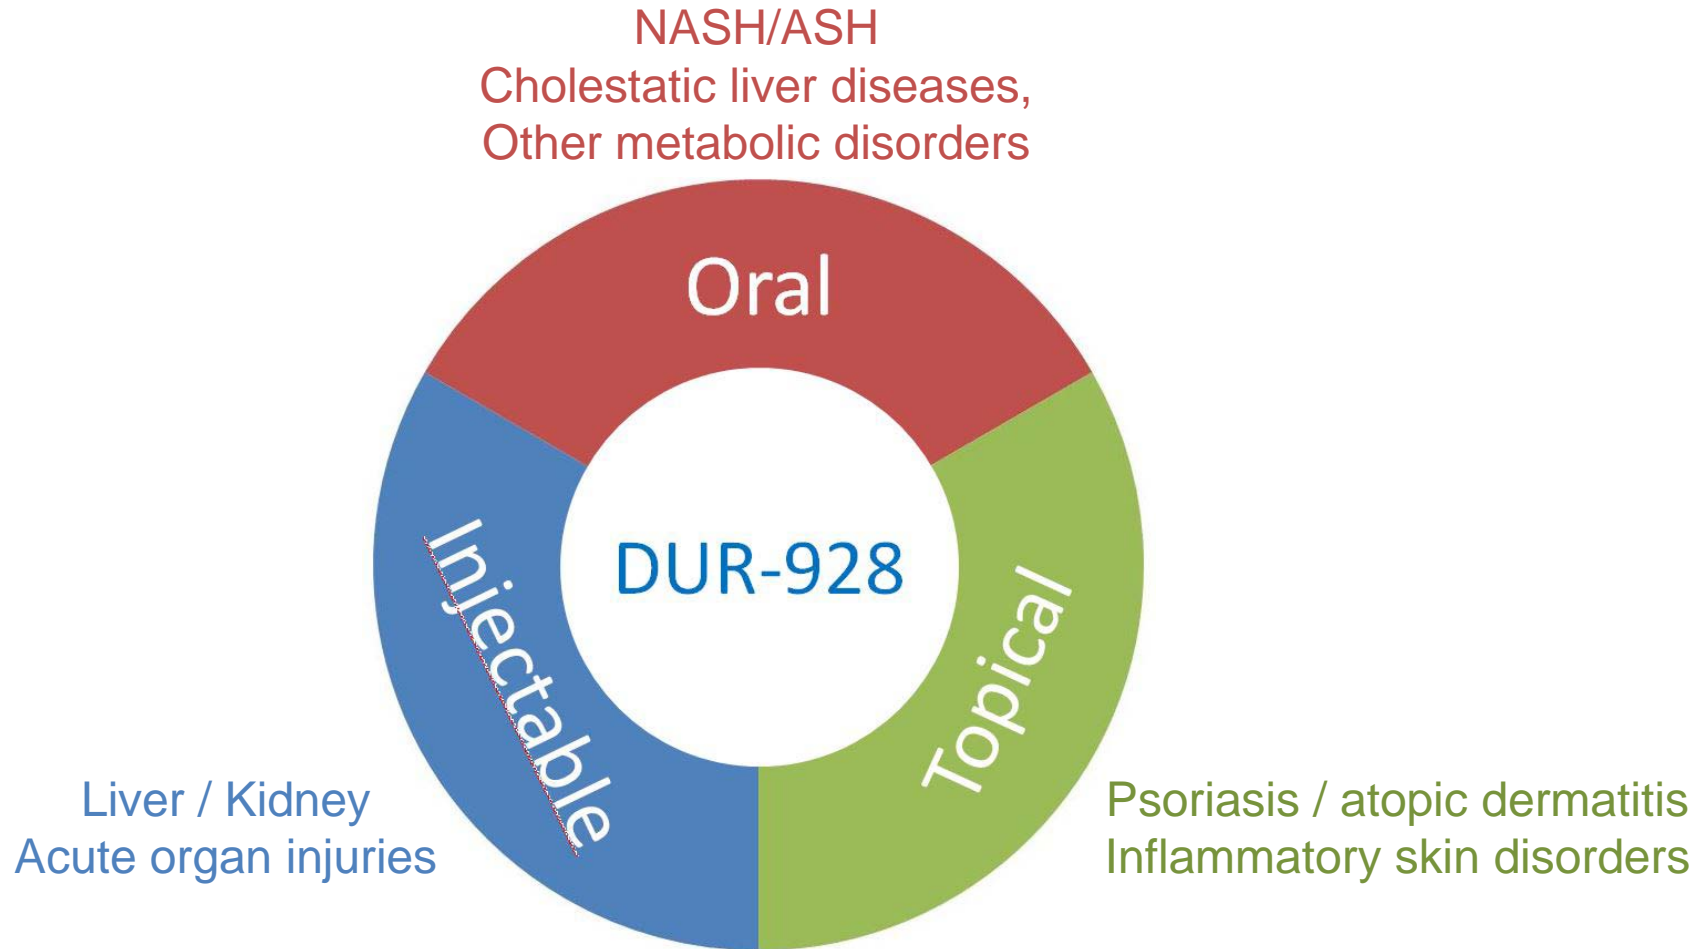 NASH/ASH
Cholestatic liver diseases,
Other metabolic disorders
Oral
Injectable
DUR-928
Topical
Liver / Kidney
Acute organ injuries
Psoriasis / atopic dermatitis
Inflammatory skin disorders